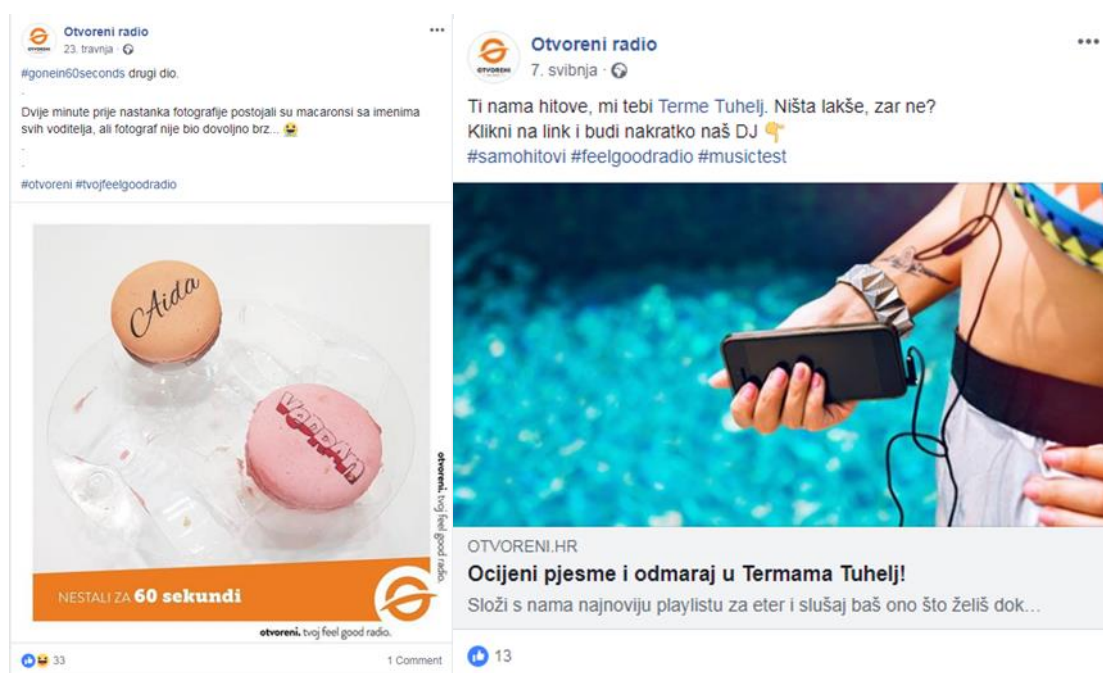 Otvoreni radio
23. travnja
#gonein60seconds drugi dio.
.
Dvije minute prije nastanka fotografije postojali su macaronsi sa imenima
svih voditelja, ali fotograf nije bio dovoljno brz... 😭
.
.
#otvoreni #tvojfeelgoodradio
Aida
VOДRAN
NESTALI ZA 60 sekundi
otvoreni. tvoj feel good radio.
otvoreni. tvoj feel good radio.
33
1 Comment
Otvoreni radio
7. svibnja
Ti nama hitove, mi tebi Terme Tuhelj. Ništa lakše, zar ne?
Klikni na link i budi nakratko naš DJ 👇
#samohitovi #feelgoodradio #musictest
OTVORENI.HR
Ocijeni pjesme i odmaraj u Termama Tuhelj!
Složi s nama najnoviju playlistu za eter i slušaj baš ono što želiš dok...
13